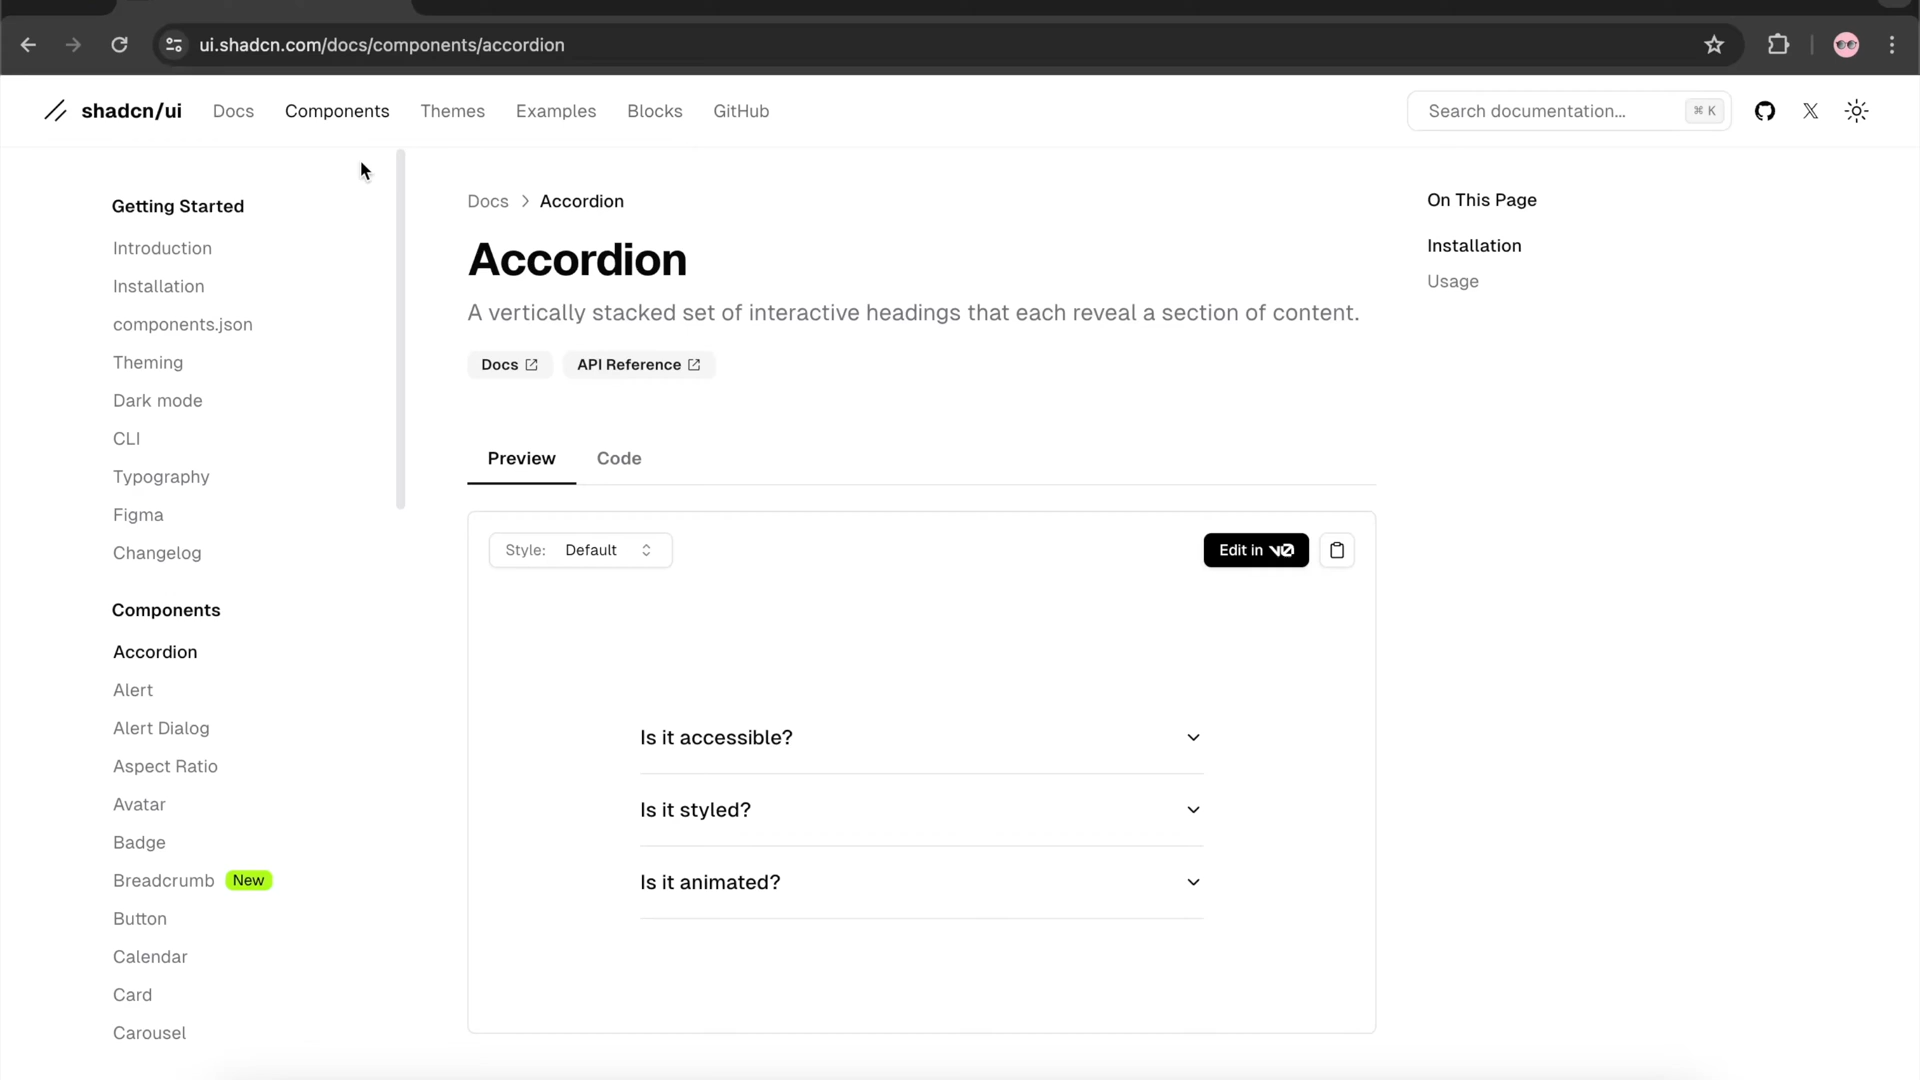 ui.shadcn.com/docs/components/accordion
shadcn/ui
Docs
Components
Themes
Examples
Blocks
GitHub
Search documentation...
⌘ K
Getting Started
Introduction
Installation
components.json
Theming
Dark mode
CLI
Typography
Figma
Changelog
Components
Accordion
Alert
Alert Dialog
Aspect Ratio
Avatar
Badge
Breadcrumb New
Button
Calendar
Card
Carousel
Docs > Accordion
Accordion
A vertically stacked set of interactive headings that each reveal a section of content.
Docs
API Reference
Preview
Code
Style: Default
Edit in v0
Is it accessible?
Is it styled?
Is it animated?
On This Page
Installation
Usage